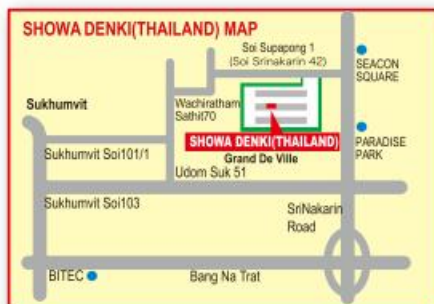 SHOWA DENKI(THAILAND) MAP
Soi Supapong 1
(Soi Srinakarin 42)
SEACON
SQUARE
Sukhumvit
Wachiratham
Sathit70
SHOWA DENKI(THAILAND)
PARADISE
PARK
Grand De Ville
Sukhumvit Soi101/1
Udom Suk 51
Sukhumvit Soi103
SriNakarin
Road
BITEC
Bang Na Trat